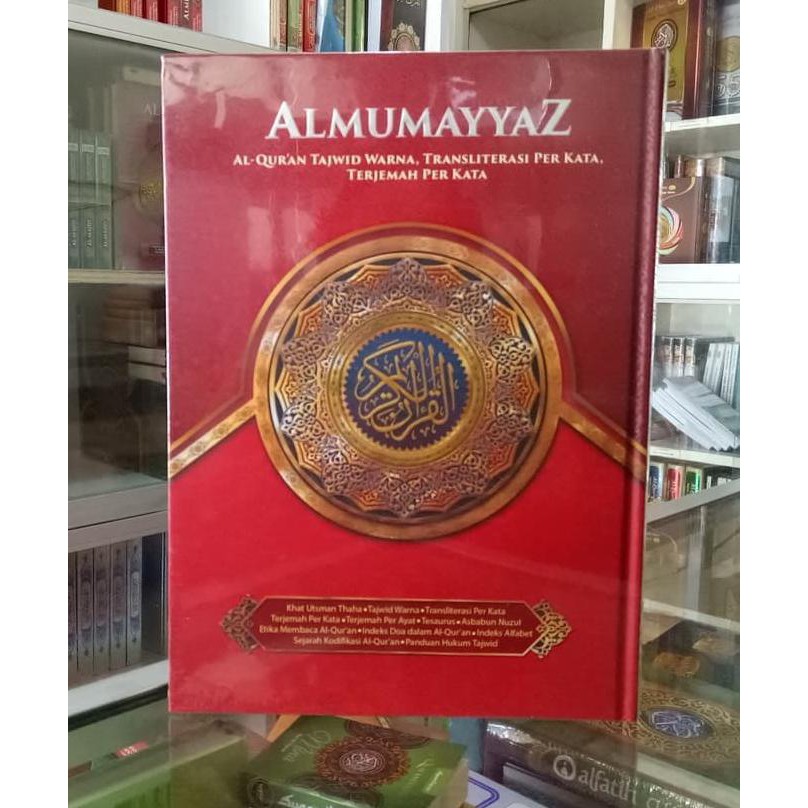 ALMUMAYYAZ
AL-QUR'AN TAJWID WARNA, TRANSLITERASI PER KATA,
TERJEMAH PER KATA
القرآن الكريم
Khat Utsman Thaha • Tajwid Warna • Transliterasi Per Kata
Terjemah Per Kata • Terjemah Per Ayat • Tesaurus • Asbabun Nuzul
Etika Membaca Al-Qur'an • Indeks Doa dalam Al-Qur'an • Indeks Alfabet
Sejarah Kodifikasi Al-Qur'an • Panduan Hukum Tajwid
alfatih